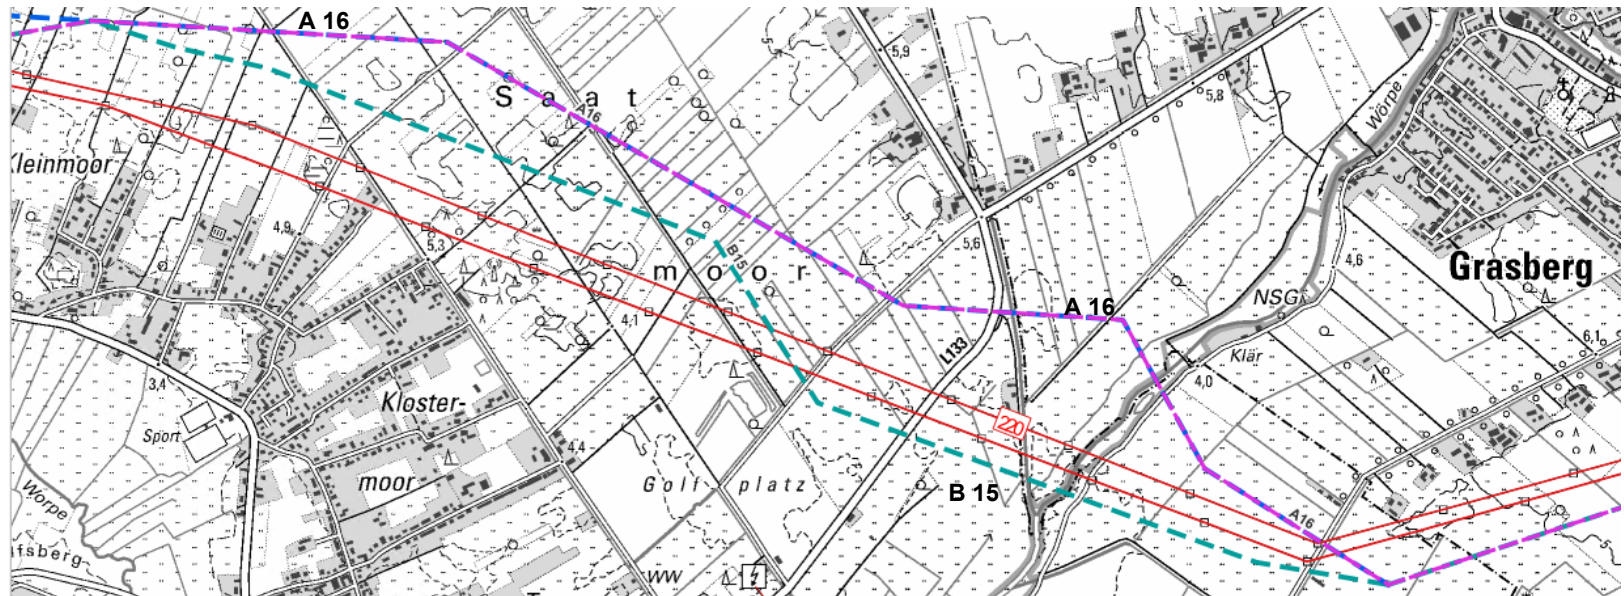 A 16
5,9
S a a t -
A16
5,8
Wörpe
Kleinmoor
4,9
5,3
5,6
B15
m o o r
4,6
Grasberg
NSG
A 16
4,1
L133
Klär
6,1
3,4
4,0
Kloster-
220
Sport
4,4
moor
Golf platz
B 15
Wörpe
A16
fsberg
WW